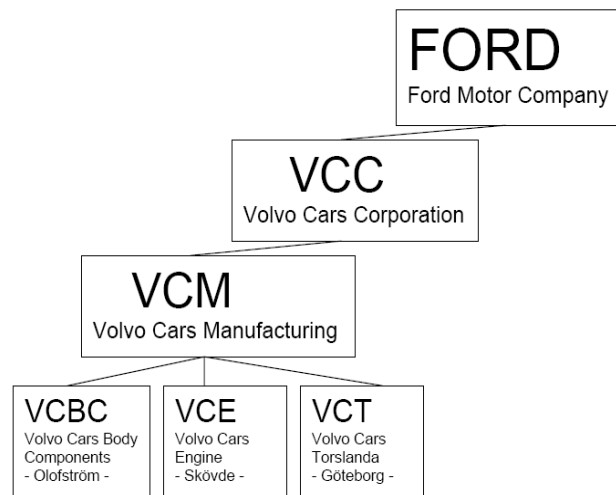 FORD
Ford Motor Company
VCC
Volvo Cars Corporation
VCM
Volvo Cars Manufacturing
VCBC
Volvo Cars Body
Components
- Olofström -
VCE
Volvo Cars
Engine
- Skövde -
VCT
Volvo Cars
Torslanda
- Göteborg -